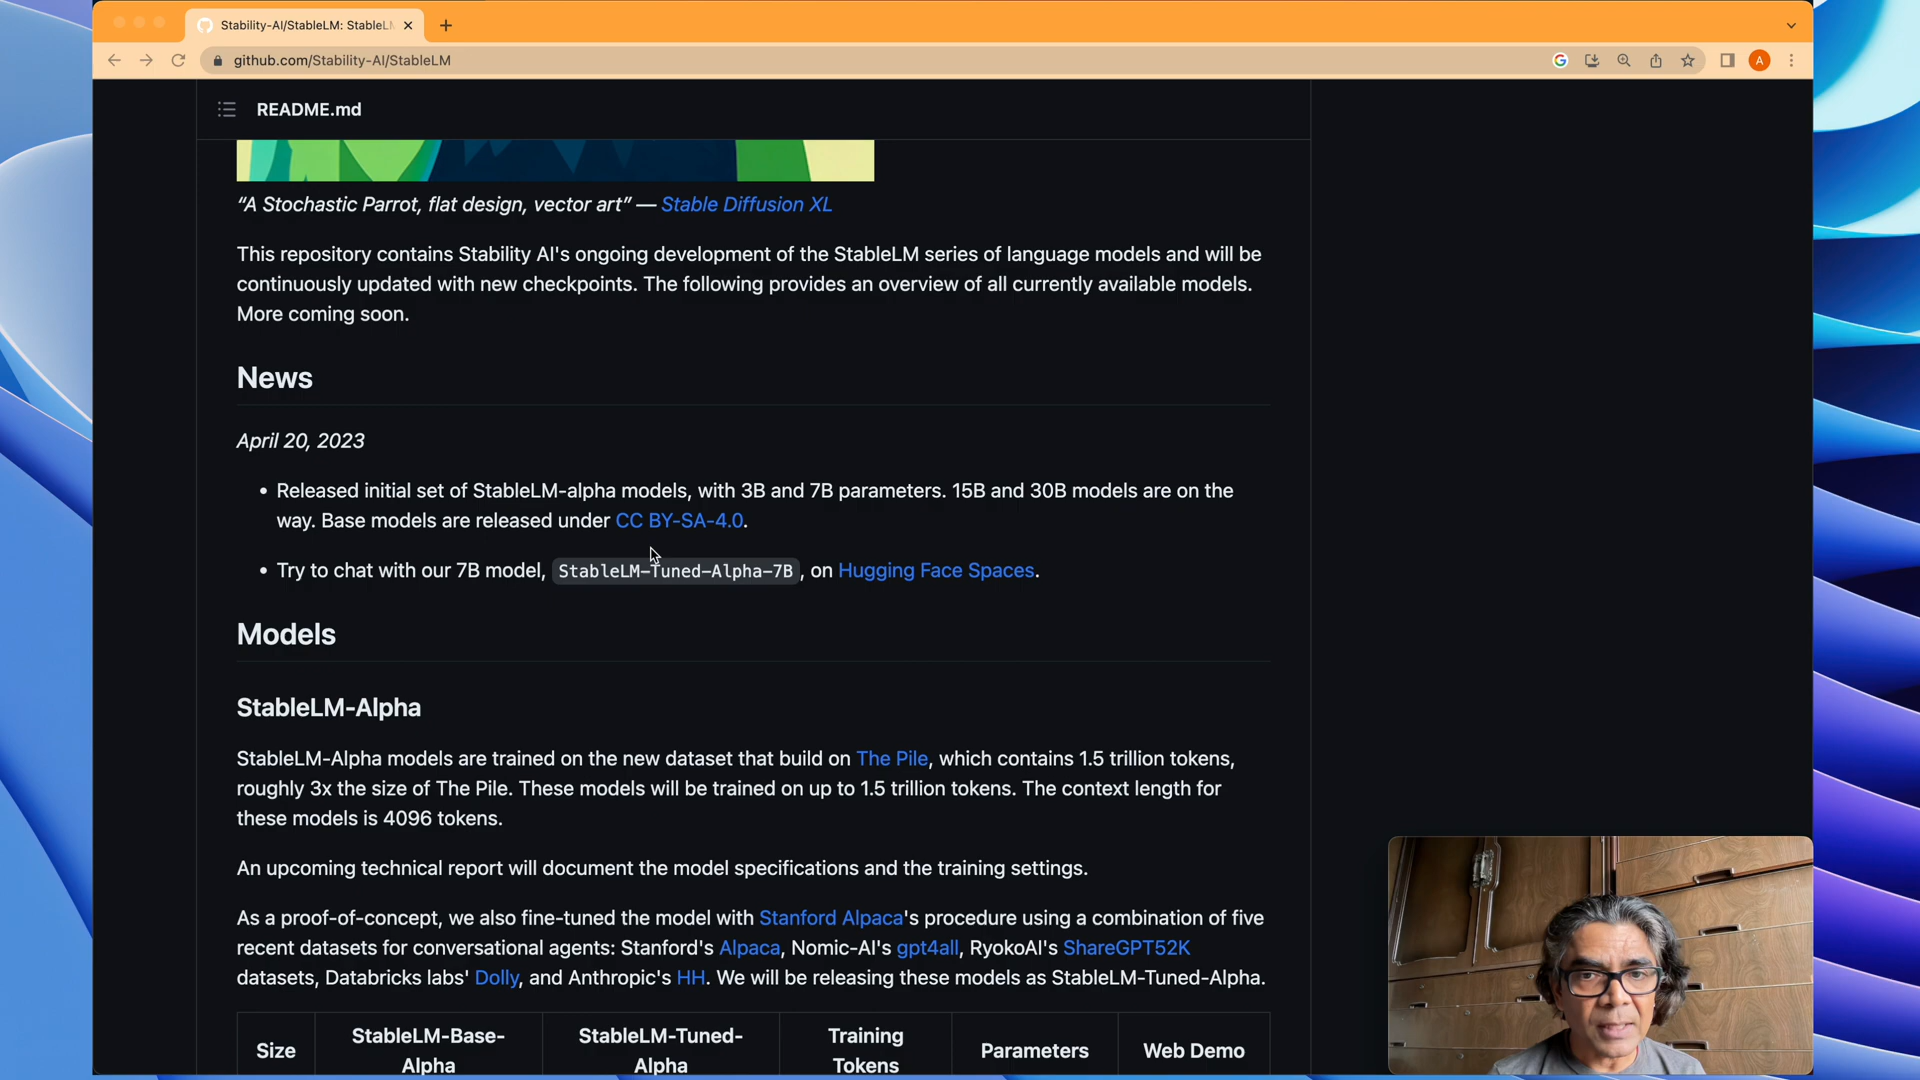 Stability-AI/StableLM: StableL
github.com/Stability-AI/StableLM
A
README.md
“A Stochastic Parrot, flat design, vector art” — Stable Diffusion XL
This repository contains Stability AI's ongoing development of the StableLM series of language models and will be
continuously updated with new checkpoints. The following provides an overview of all currently available models.
More coming soon.
News
April 20, 2023
• Released initial set of StableLM-alpha models, with 3B and 7B parameters. 15B and 30B models are on the
way. Base models are released under CC BY-SA-4.0.
• Try to chat with our 7B model, StableLM-Tuned-Alpha-7B, on Hugging Face Spaces.
Models
StableLM-Alpha
StableLM-Alpha models are trained on the new dataset that build on The Pile, which contains 1.5 trillion tokens,
roughly 3x the size of The Pile. These models will be trained on up to 1.5 trillion tokens. The context length for
these models is 4096 tokens.
An upcoming technical report will document the model specifications and the training settings.
As a proof-of-concept, we also fine-tuned the model with Stanford Alpaca's procedure using a combination of five
recent datasets for conversational agents: Stanford's Alpaca, Nomic-AI's gpt4all, RyokoAI's ShareGPT52K
datasets, Databricks labs' Dolly, and Anthropic's HH. We will be releasing these models as StableLM-Tuned-Alpha.
Size StableLM-Base- StableLM-Tuned- Training Parameters Web Demo
Alpha Alpha Tokens